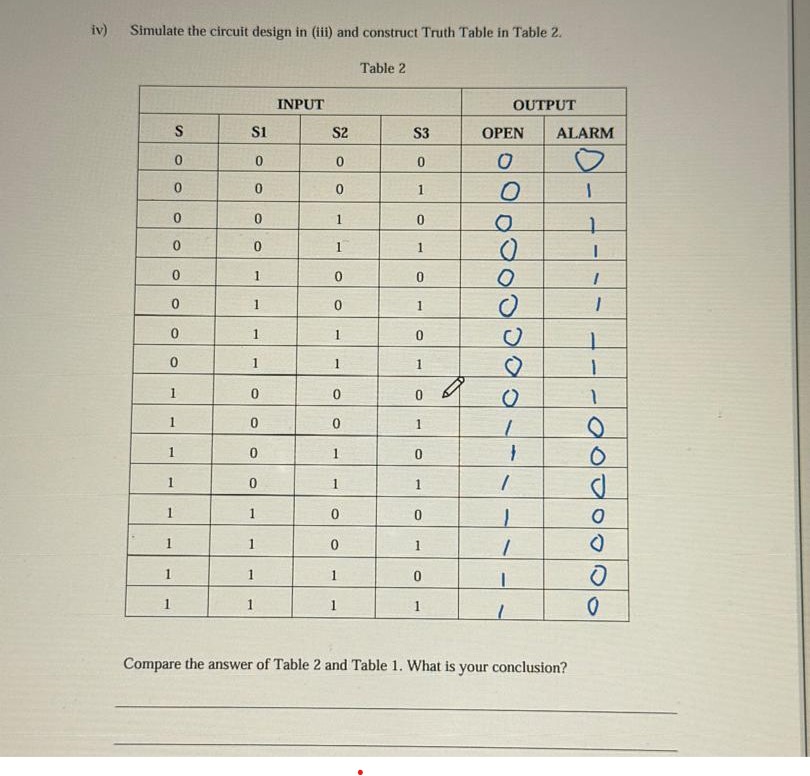 iv) Simulate the circuit design in (iii) and construct Truth Table in Table 2.
Table 2
INPUT OUTPUT
S S1 S2 S3 OPEN ALARM
0 0 0 0 0 0
0 0 0 1 0 1
0 0 1 0 0 1
0 0 1 1 0 1
0 1 0 0 0 1
0 1 0 1 0 1
0 1 1 0 0 1
0 1 1 1 0 1
1 0 0 0 0 1
1 0 0 1 1 0
1 0 1 0 1 0
1 0 1 1 1 0
1 1 0 0 1 0
1 1 0 1 1 0
1 1 1 0 1 0
1 1 1 1 1 0
Compare the answer of Table 2 and Table 1. What is your conclusion?